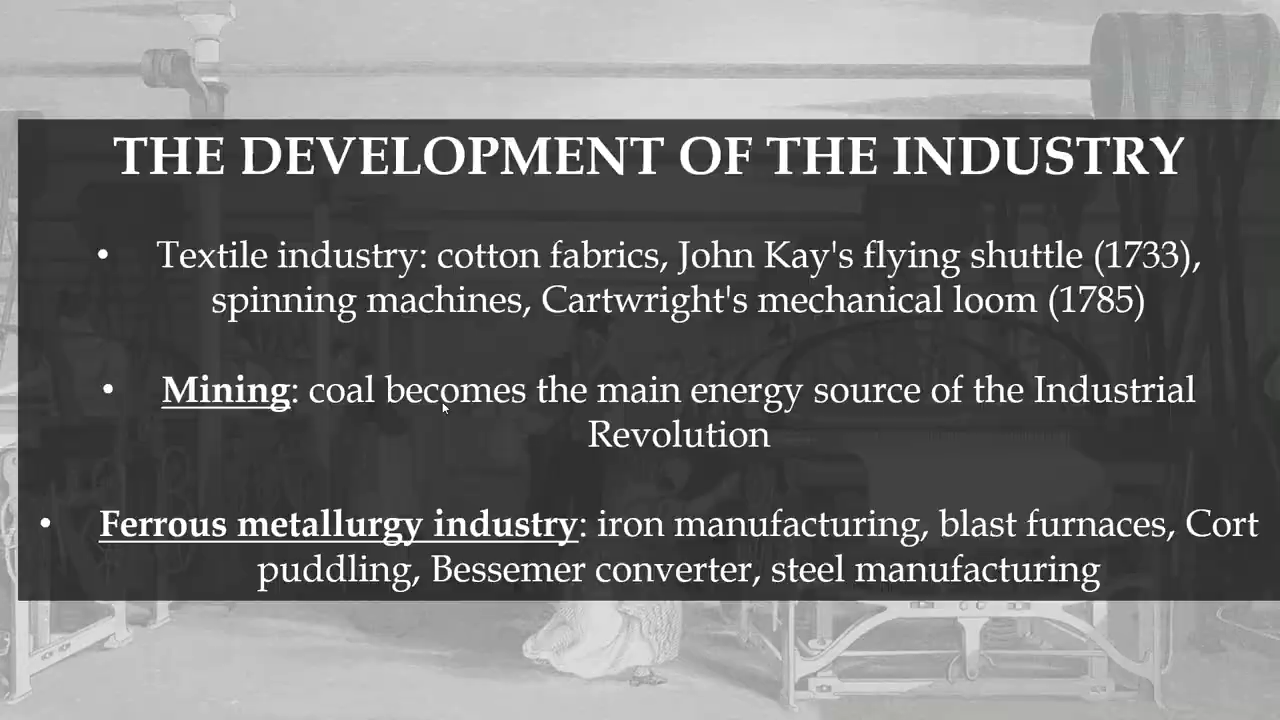 THE DEVELOPMENT OF THE INDUSTRY
• Textile industry: cotton fabrics, John Kay's flying shuttle (1733),
spinning machines, Cartwright's mechanical loom (1785)
• Mining: coal becomes the main energy source of the Industrial
Revolution
• Ferrous metallurgy industry: iron manufacturing, blast furnaces, Cort
puddling, Bessemer converter, steel manufacturing